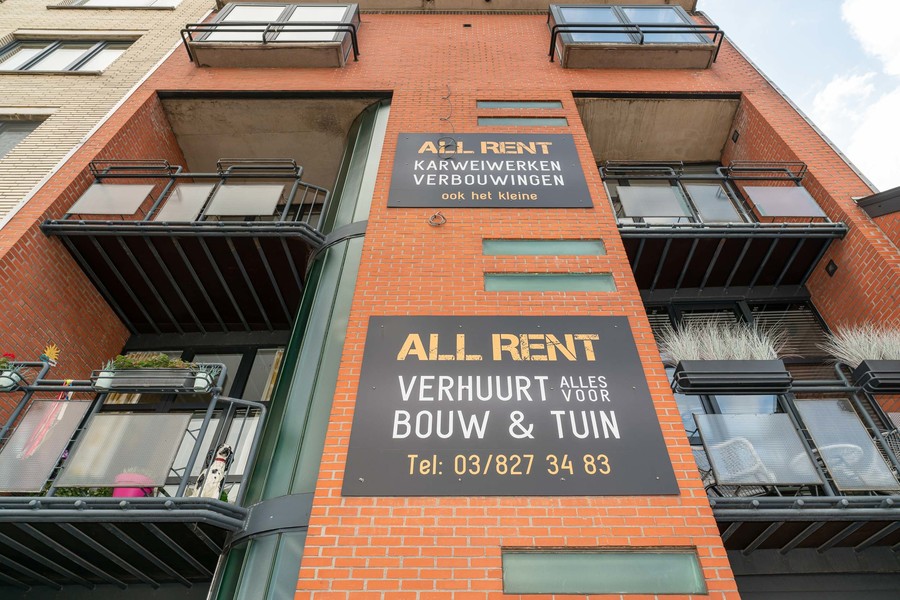 ALL RENT
KARWEIWERKEN
VERBOUWINGEN
ook het kleine
ALL RENT
VERHUURT ALLES VOOR
BOUW & TUIN
Tel: 03/827 34 83